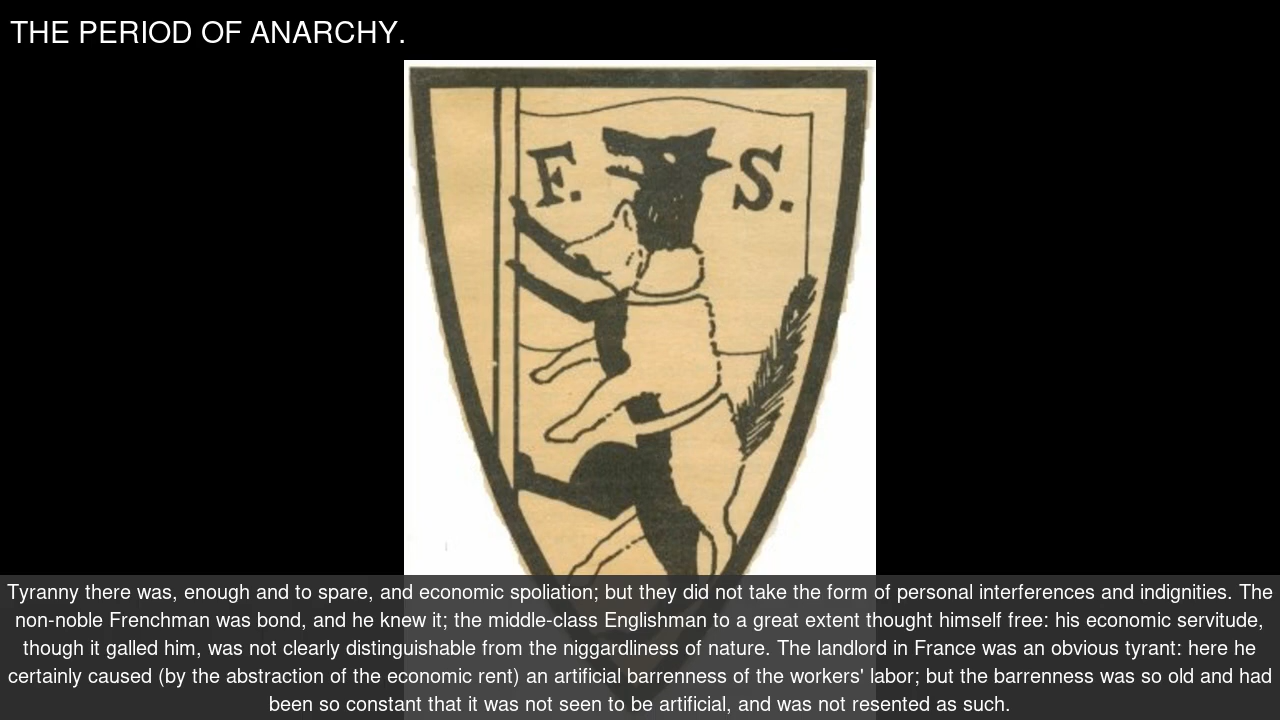 THE PERIOD OF ANARCHY.
F. S.
Tyranny there was, enough and to spare, and economic spoliation; but they did not take the form of personal interferences and indignities. The
non-noble Frenchman was bond, and he knew it; the middle-class Englishman to a great extent thought himself free: his economic servitude,
though it galled him, was not clearly distinguishable from the niggardliness of nature. The landlord in France was an obvious tyrant: here he
certainly caused (by the abstraction of the economic rent) an artificial barrenness of the workers' labor; but the barrenness was so old and had
been so constant that it was not seen to be artificial, and was not resented as such.